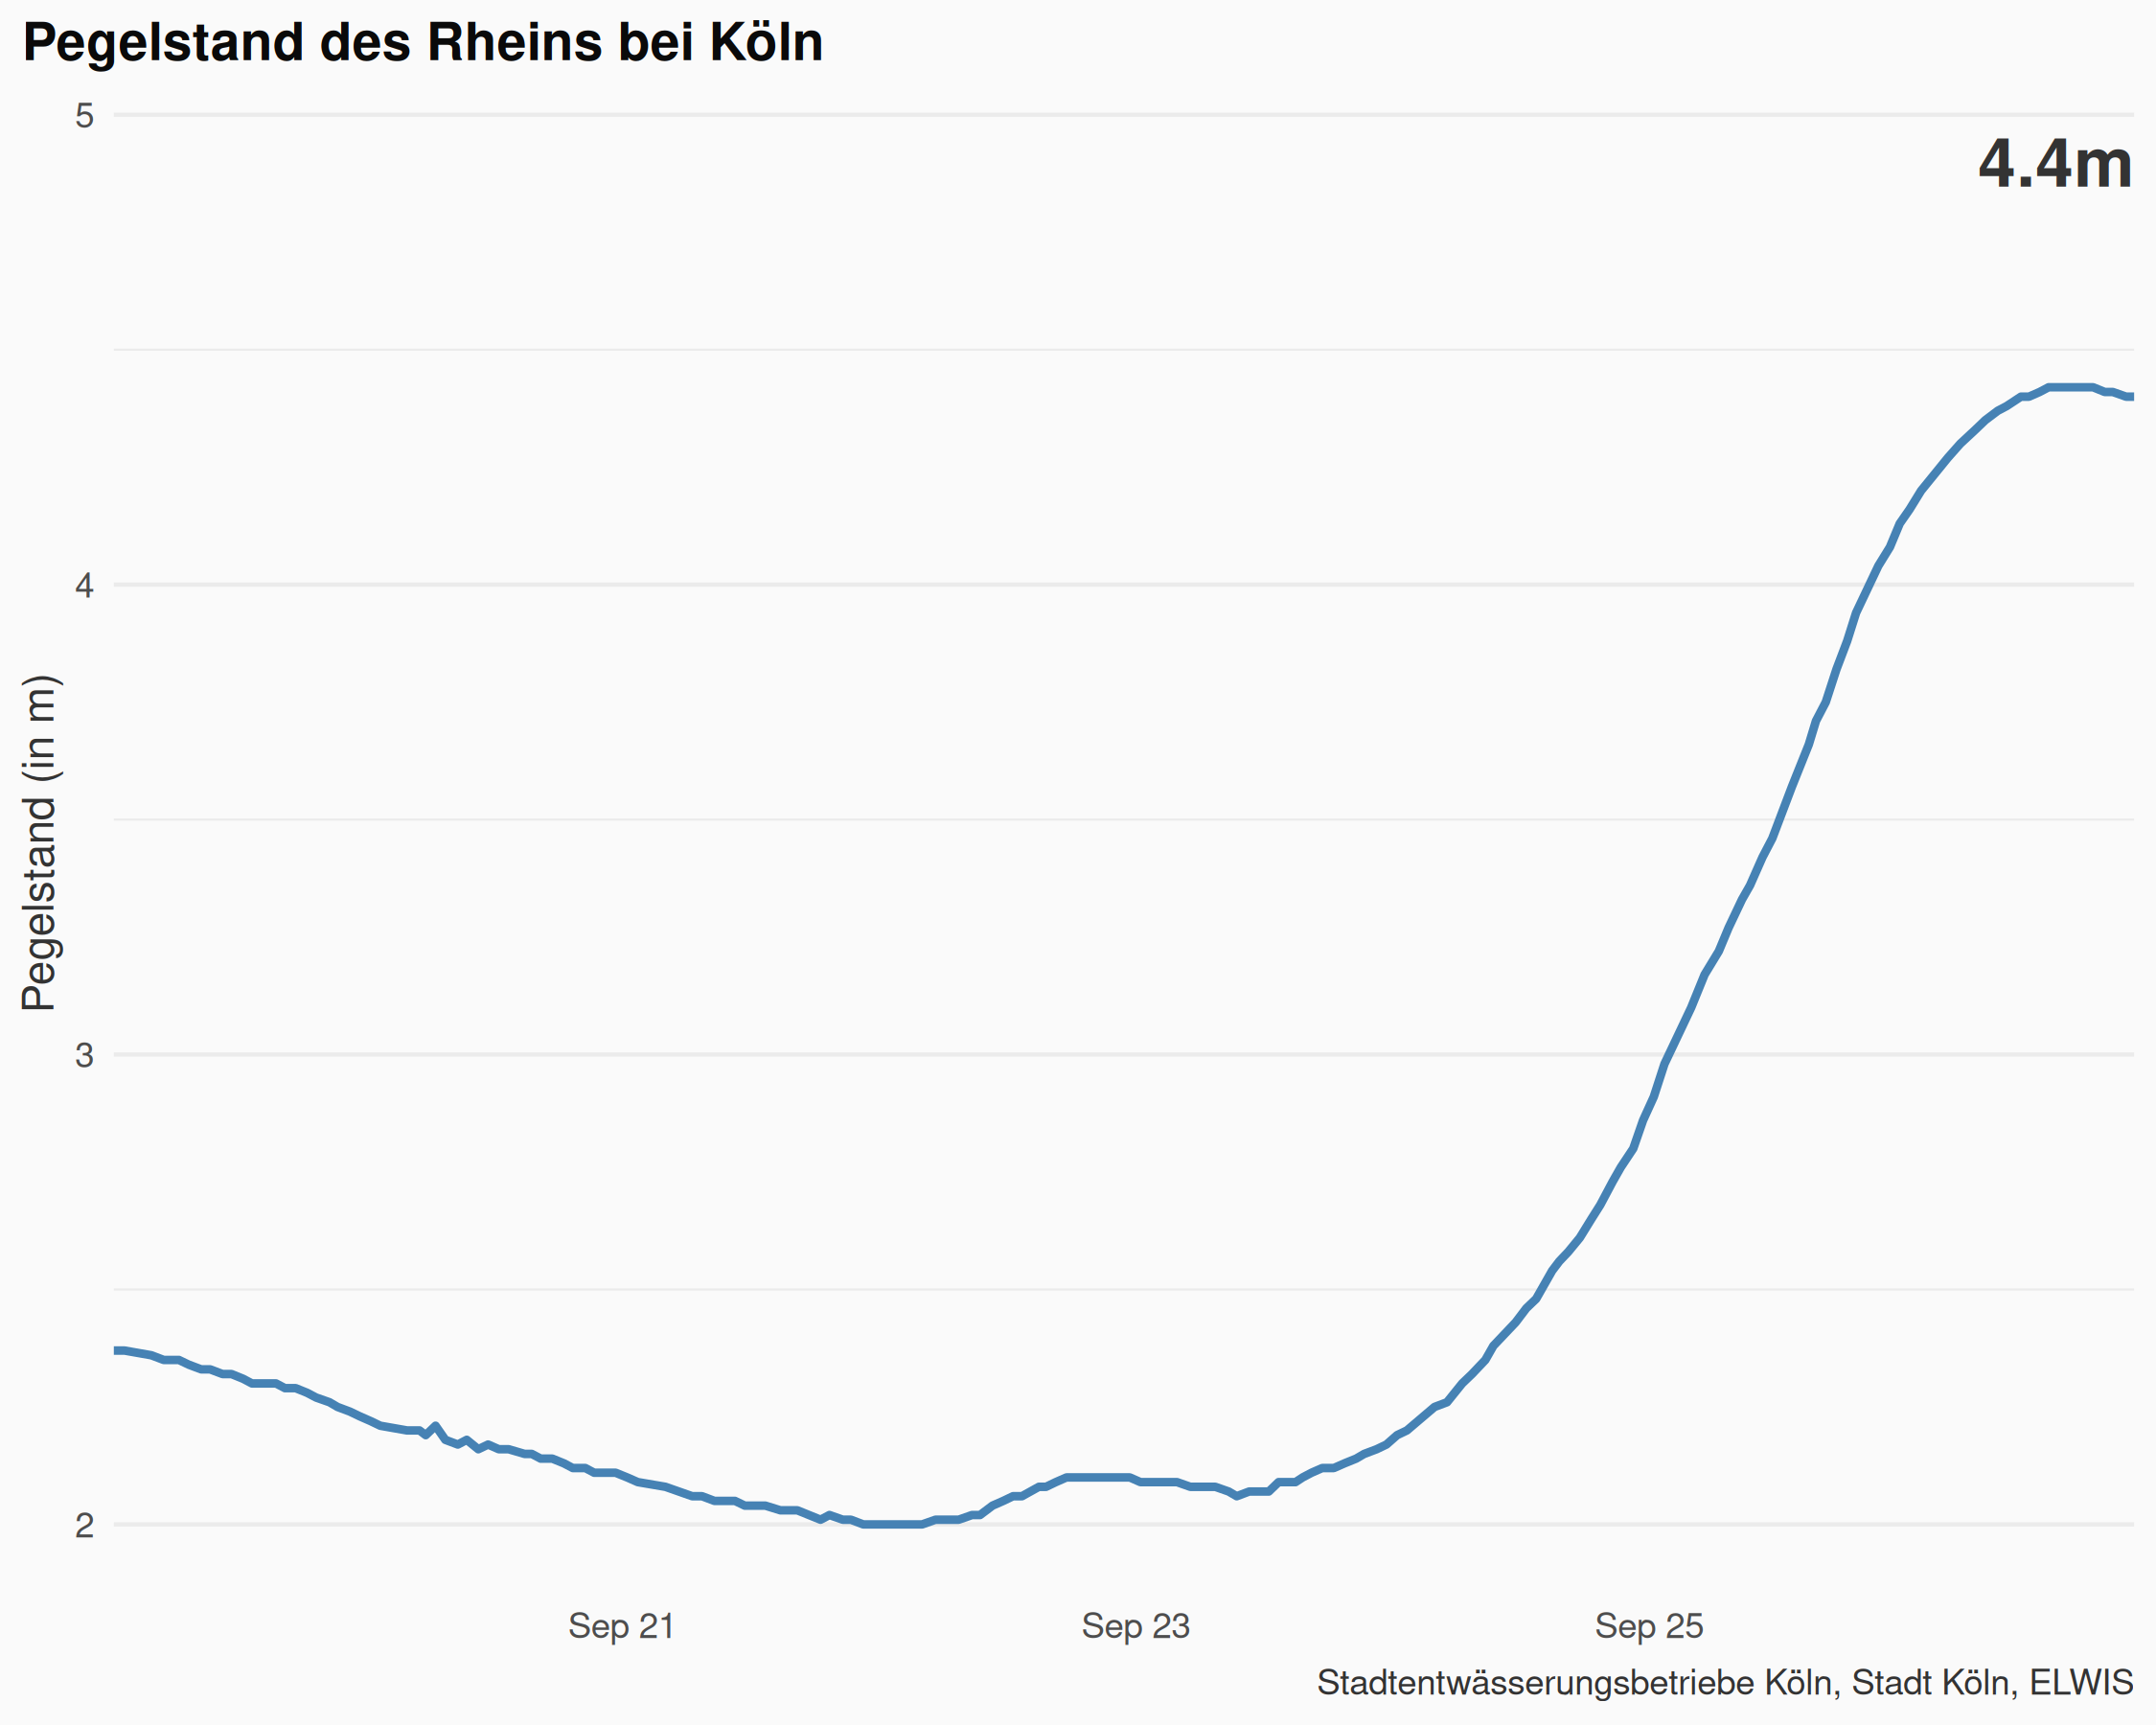 Pegelstand des Rheins bei Köln
5
4.4m
4
Pegelstand (in m)
3
2
Sep 21
Sep 23
Sep 25
Stadtentwässerungsbetriebe Köln, Stadt Köln, ELWIS